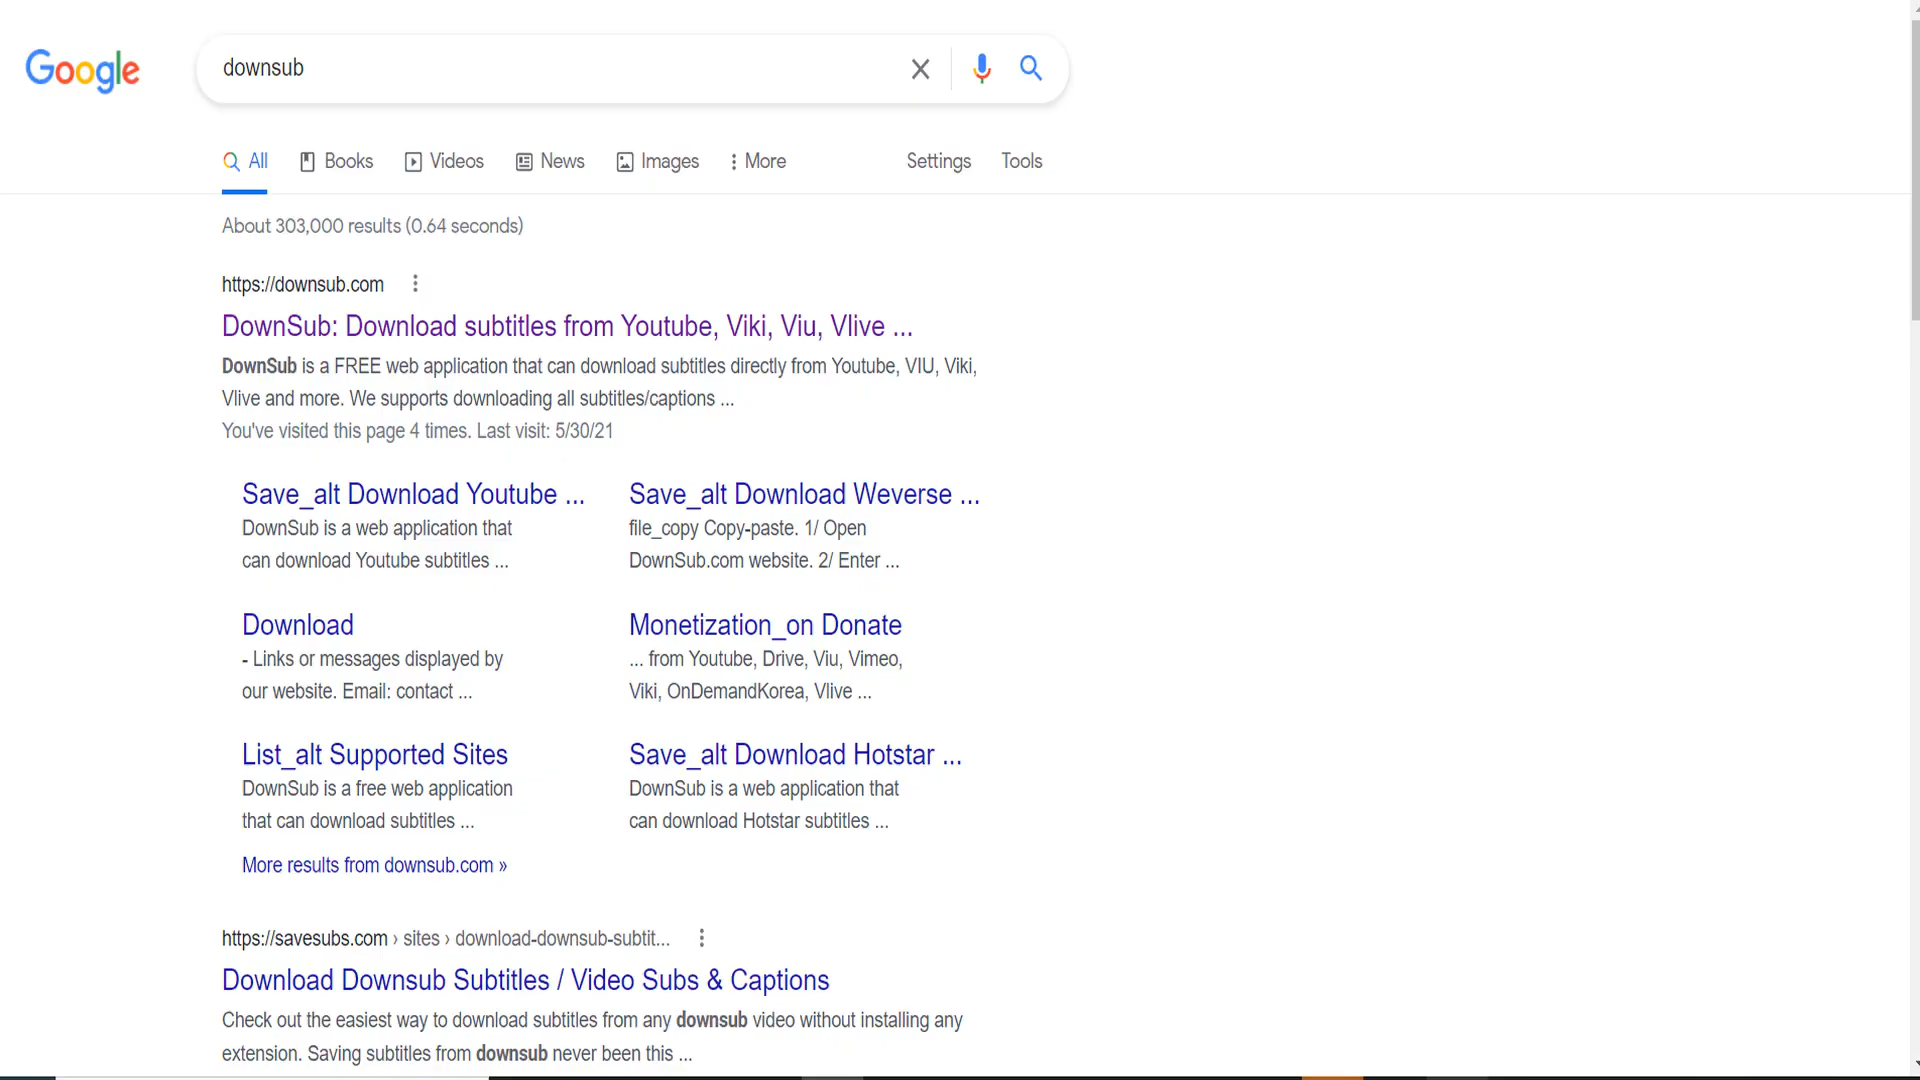 Google
downsub
All Books Videos News Images More Settings Tools
About 303,000 results (0.64 seconds)
https://downsub.com
DownSub: Download subtitles from Youtube, Viki, Viu, Vlive ...
DownSub is a FREE web application that can download subtitles directly from Youtube, VIU, Viki,
Vlive and more. We supports downloading all subtitles/captions ...
You've visited this page 4 times. Last visit: 5/30/21
Save_alt Download Youtube ...
DownSub is a web application that
can download Youtube subtitles ...
Save_alt Download Weverse ...
file_copy Copy-paste. 1/ Open
DownSub.com website. 2/ Enter ...
Download
- Links or messages displayed by
our website. Email: contact ...
Monetization_on Donate
... from Youtube, Drive, Viu, Vimeo,
Viki, OnDemandKorea, Vlive ...
List_alt Supported Sites
DownSub is a free web application
that can download subtitles ...
Save_alt Download Hotstar ...
DownSub is a web application that
can download Hotstar subtitles ...
More results from downsub.com »
https://savesubs.com › sites › download-downsub-subtit...
Download Downsub Subtitles / Video Subs & Captions
Check out the easiest way to download subtitles from any downsub video without installing any
extension. Saving subtitles from downsub never been this ...